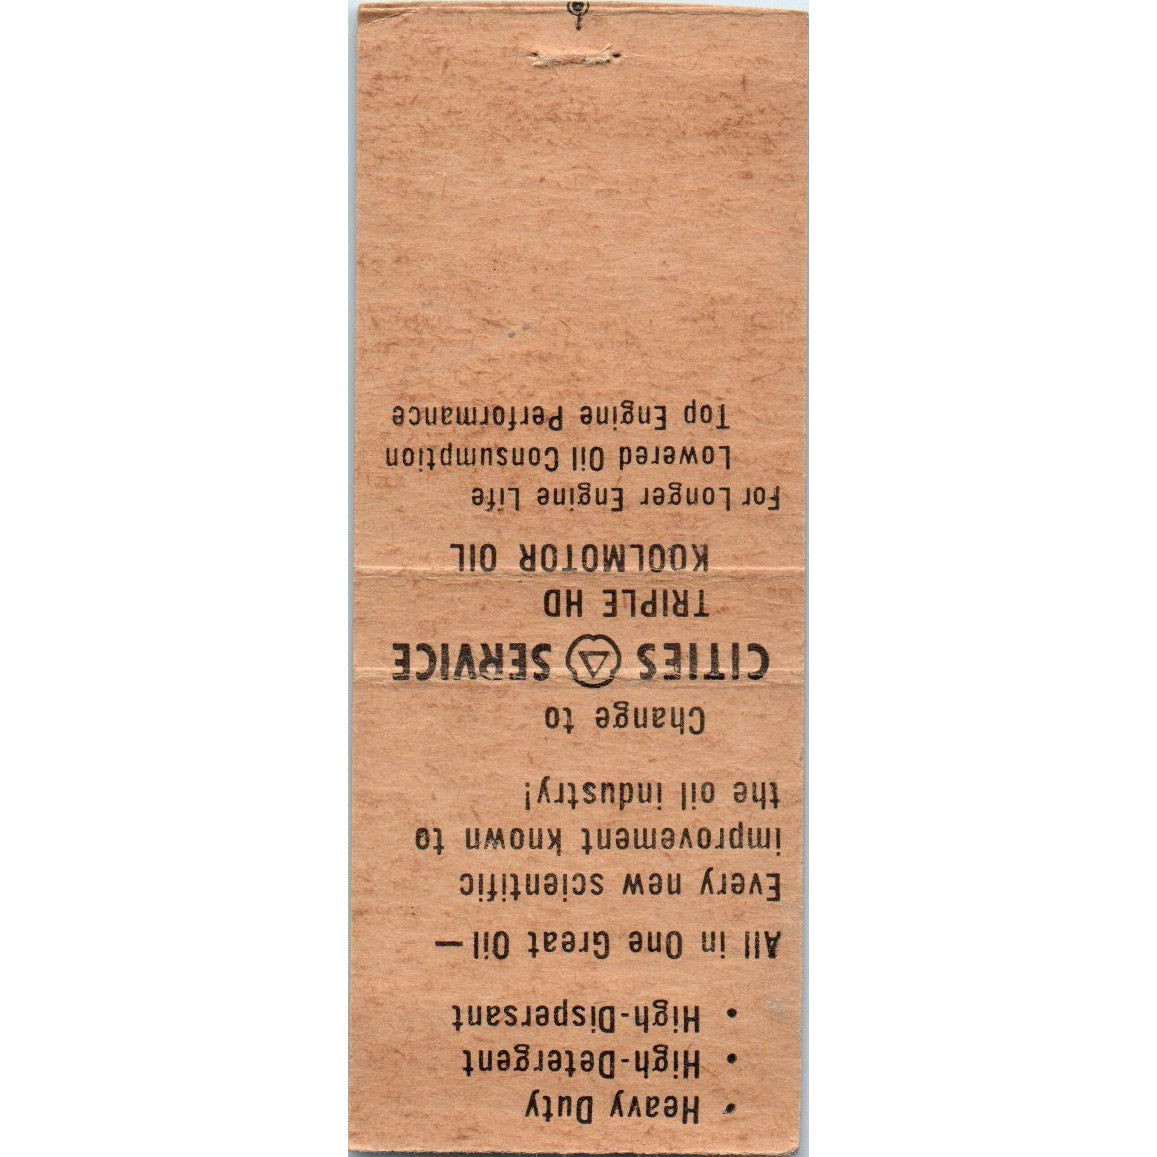 • Heavy Duty
• High-Detergent
• High-Dispersant
All in One Great Oil—
Every new scientific
improvement known to
the oil industry!
Change to
CITIES SERVICE
TRIPLE HD
KOOLMOTOR OIL
For Longer Engine Life
Lowered Oil Consumption
Top Engine Performance